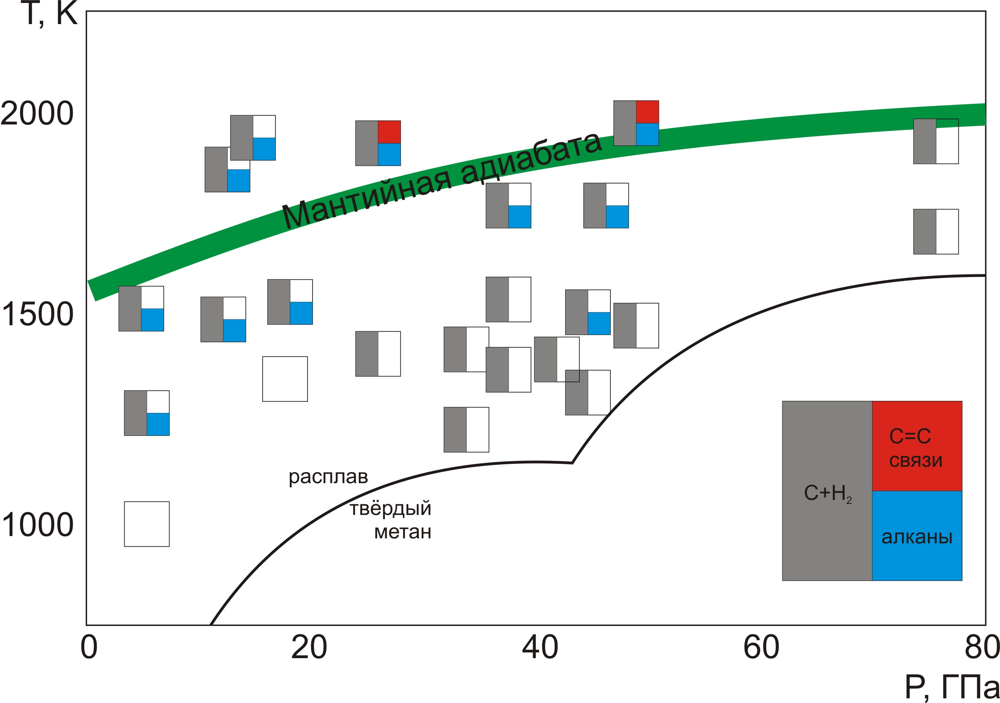 T, K
2000
1500
1000
Мантийная адиабата
расплав
твёрдый
метан
C=C
связи
C+H₂
алканы
0
20
40
60
80
P, ГПа